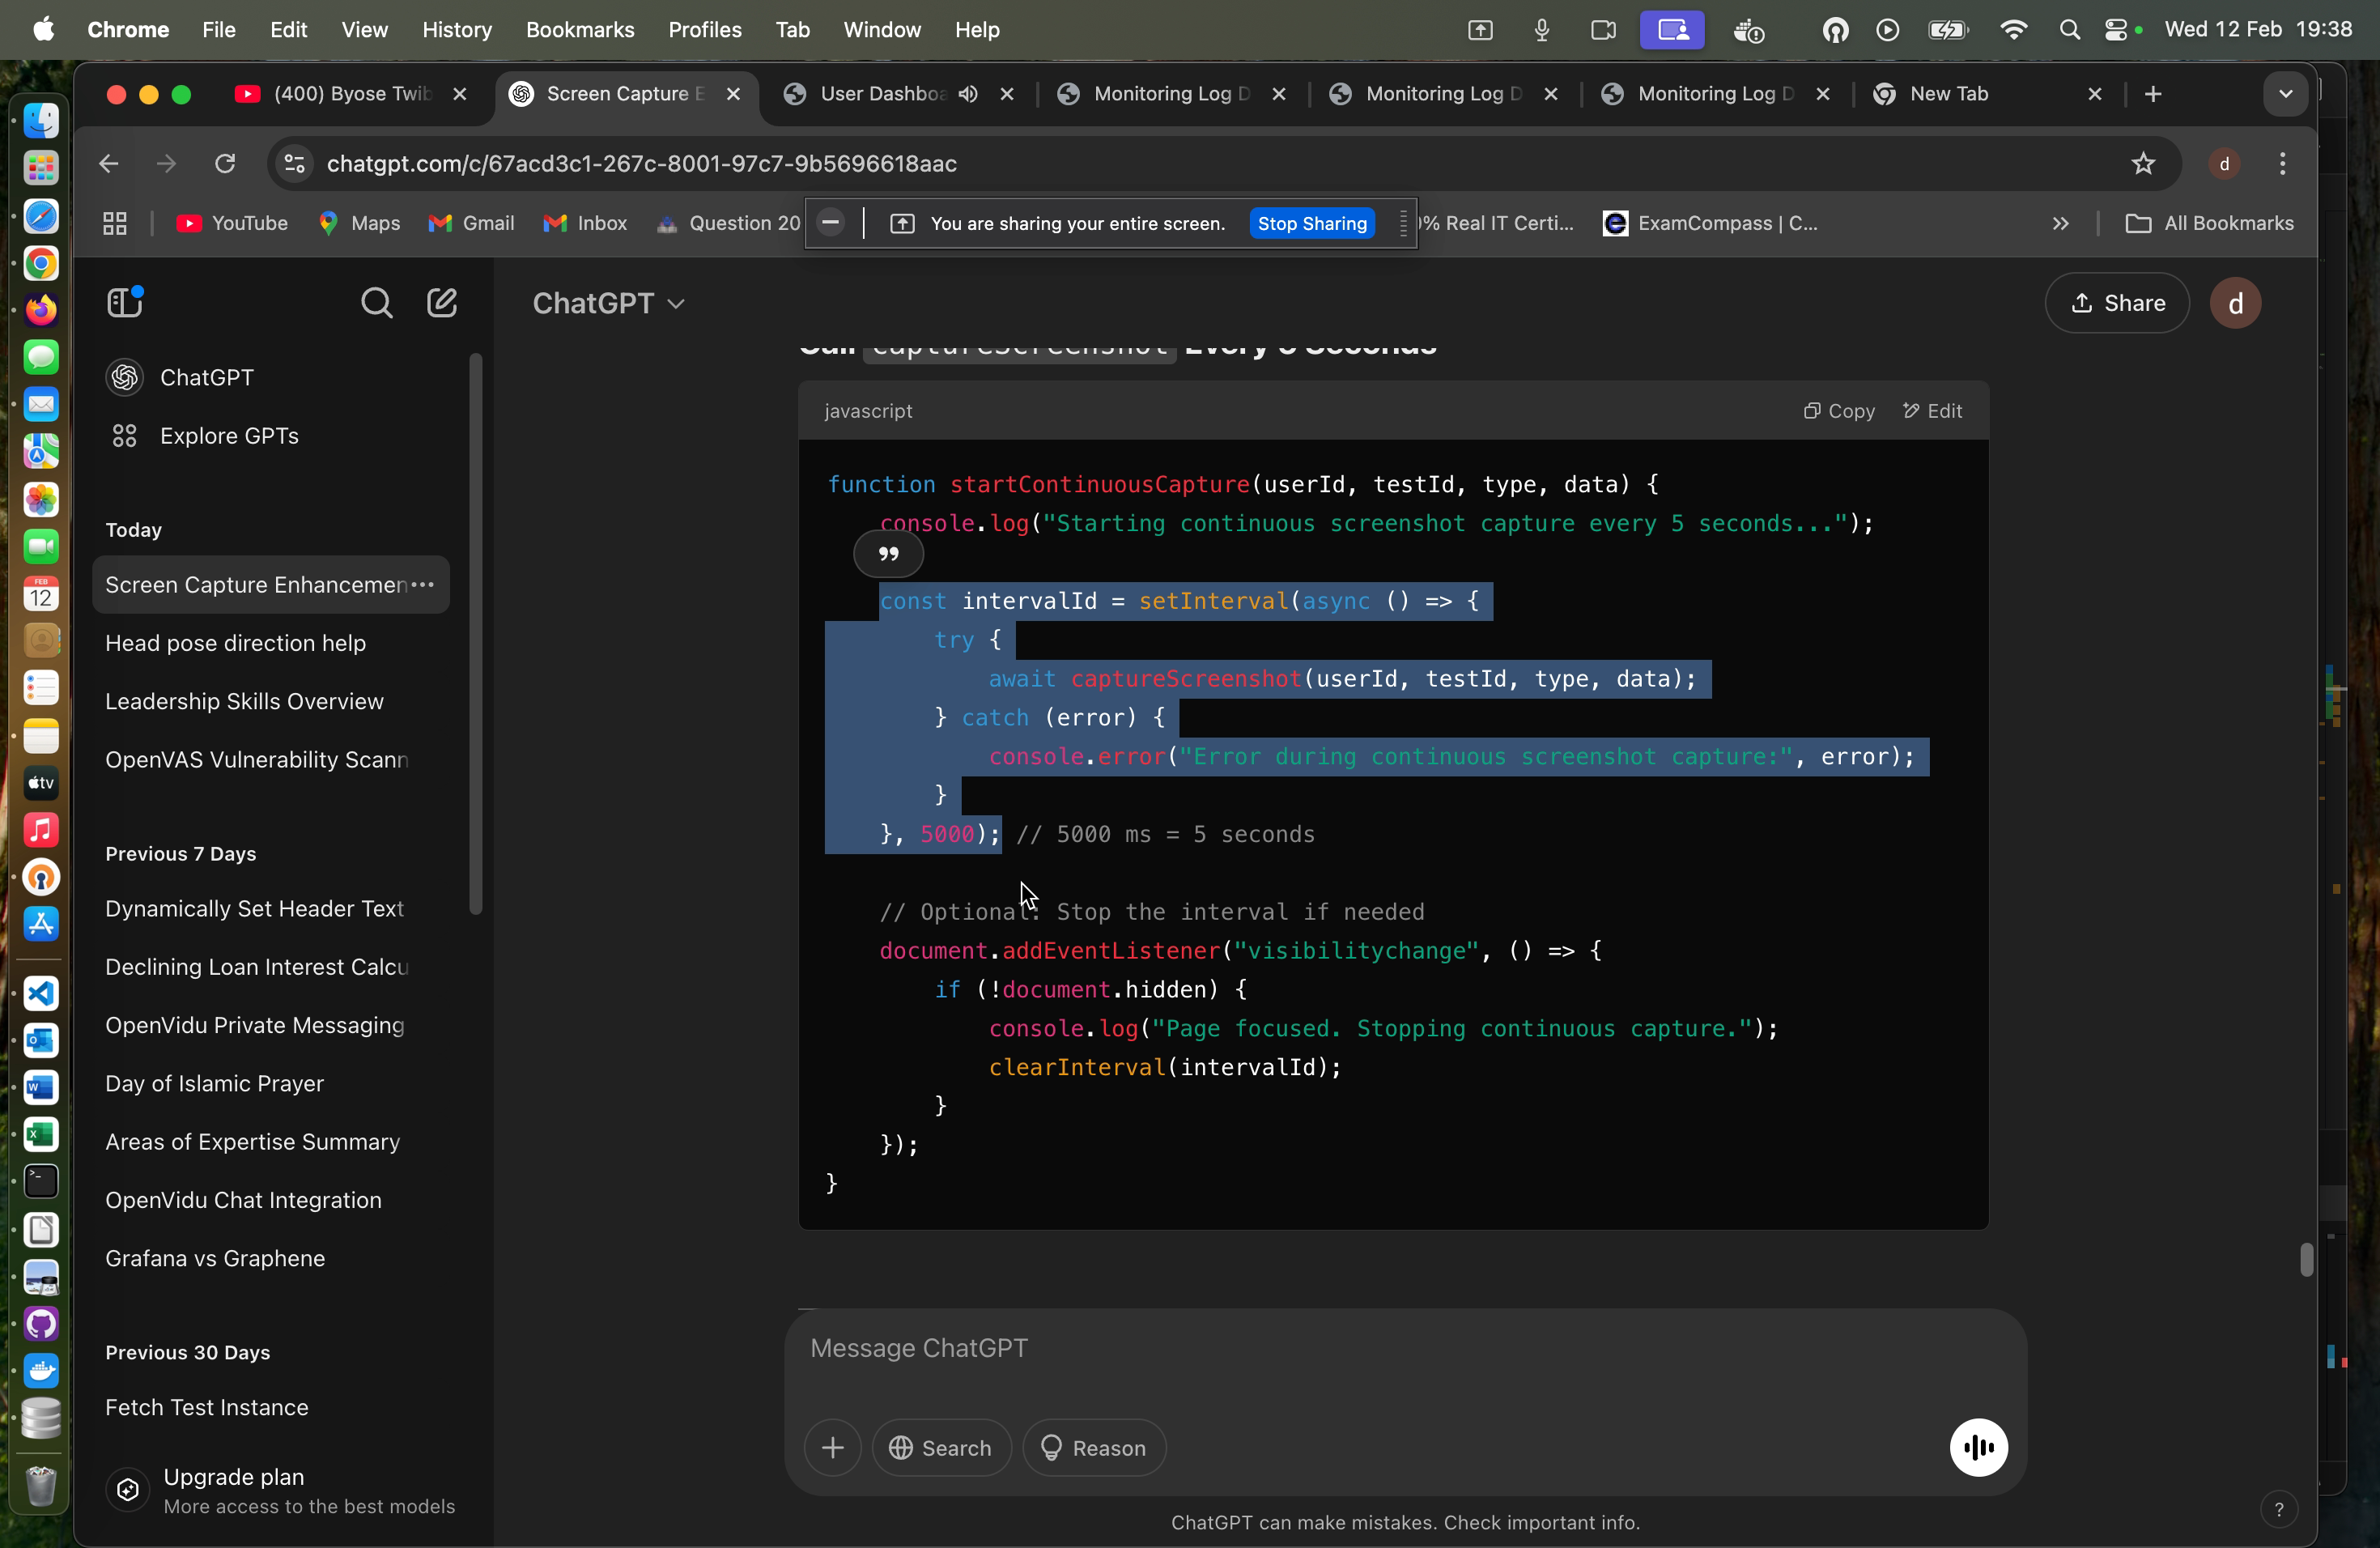 Chrome File Edit View History Bookmarks Profiles Tab Window Help Wed 12 Feb 19:38
(400) Byose Twib Screen Capture E User Dashboa Monitoring Log D Monitoring Log D Monitoring Log D New Tab
chatgpt.com/c/67acd3c1-267c-8001-97c7-9b5696618aac d
YouTube Maps Gmail Inbox Question 20 You are sharing your entire screen. Stop Sharing % Real IT Certi... ExamCompass | C... All Bookmarks
ChatGPT Share d
ChatGPT
Explore GPTs
Today
Screen Capture Enhancemen
Head pose direction help
Leadership Skills Overview
OpenVAS Vulnerability Scann
Previous 7 Days
Dynamically Set Header Text
Declining Loan Interest Calcu
OpenVidu Private Messaging
Day of Islamic Prayer
Areas of Expertise Summary
OpenVidu Chat Integration
Grafana vs Graphene
Previous 30 Days
Fetch Test Instance
Upgrade plan
More access to the best models
Call captureScreenshot Every 5 Seconds
javascript Copy Edit
function startContinuousCapture(userId, testId, type, data) {
console.log("Starting continuous screenshot capture every 5 seconds...");
const intervalId = setInterval(async () => {
try {
await captureScreenshot(userId, testId, type, data);
} catch (error) {
console.error("Error during continuous screenshot capture:", error);
}
}, 5000); // 5000 ms = 5 seconds
// Optional: Stop the interval if needed
document.addEventListener("visibilitychange", () => {
if (!document.hidden) {
console.log("Page focused. Stopping continuous capture.");
clearInterval(intervalId);
}
});
}
Message ChatGPT
Search Reason
ChatGPT can make mistakes. Check important info.
?
FEB
12
tv